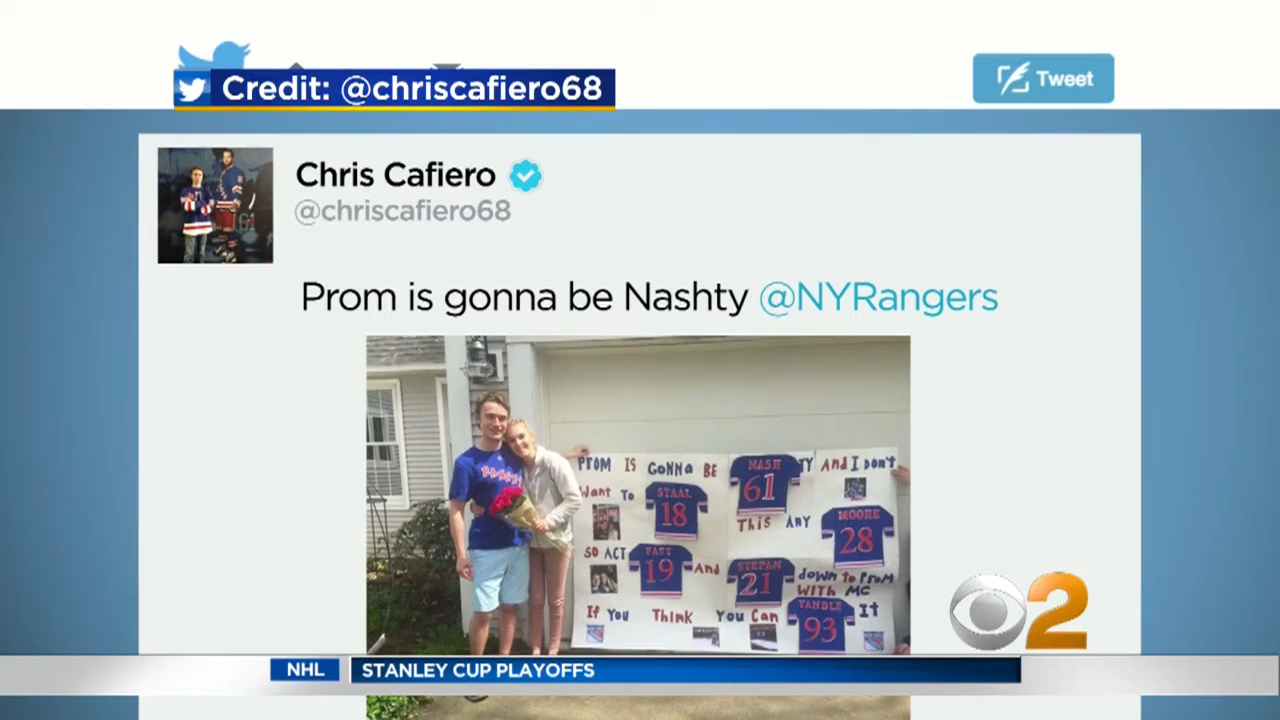 Credit: @chriscafiero68
Tweet
Chris Cafiero
@chriscafiero68
Prom is gonna be Nashty @NYRangers
PROM IS GONNA BE NASH TY AND I DON'T
61
WANT TO STAAL THIS ANY MOORE
18
28
SO ACT FAST AND STEPAN down to PROM
19 21 WITH ME
IF YOU THINK YOU CAN YANDLE IT
93
2
NHL STANLEY CUP PLAYOFFS